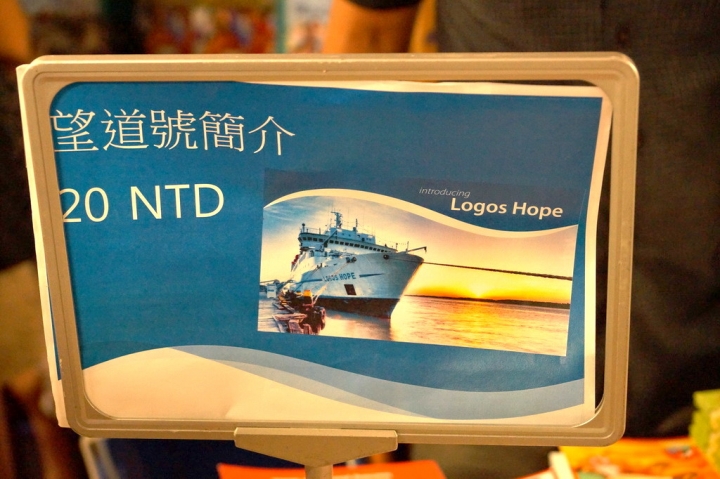 望道號簡介
20 NTD
introducing
Logos Hope
LOGOS HOPE